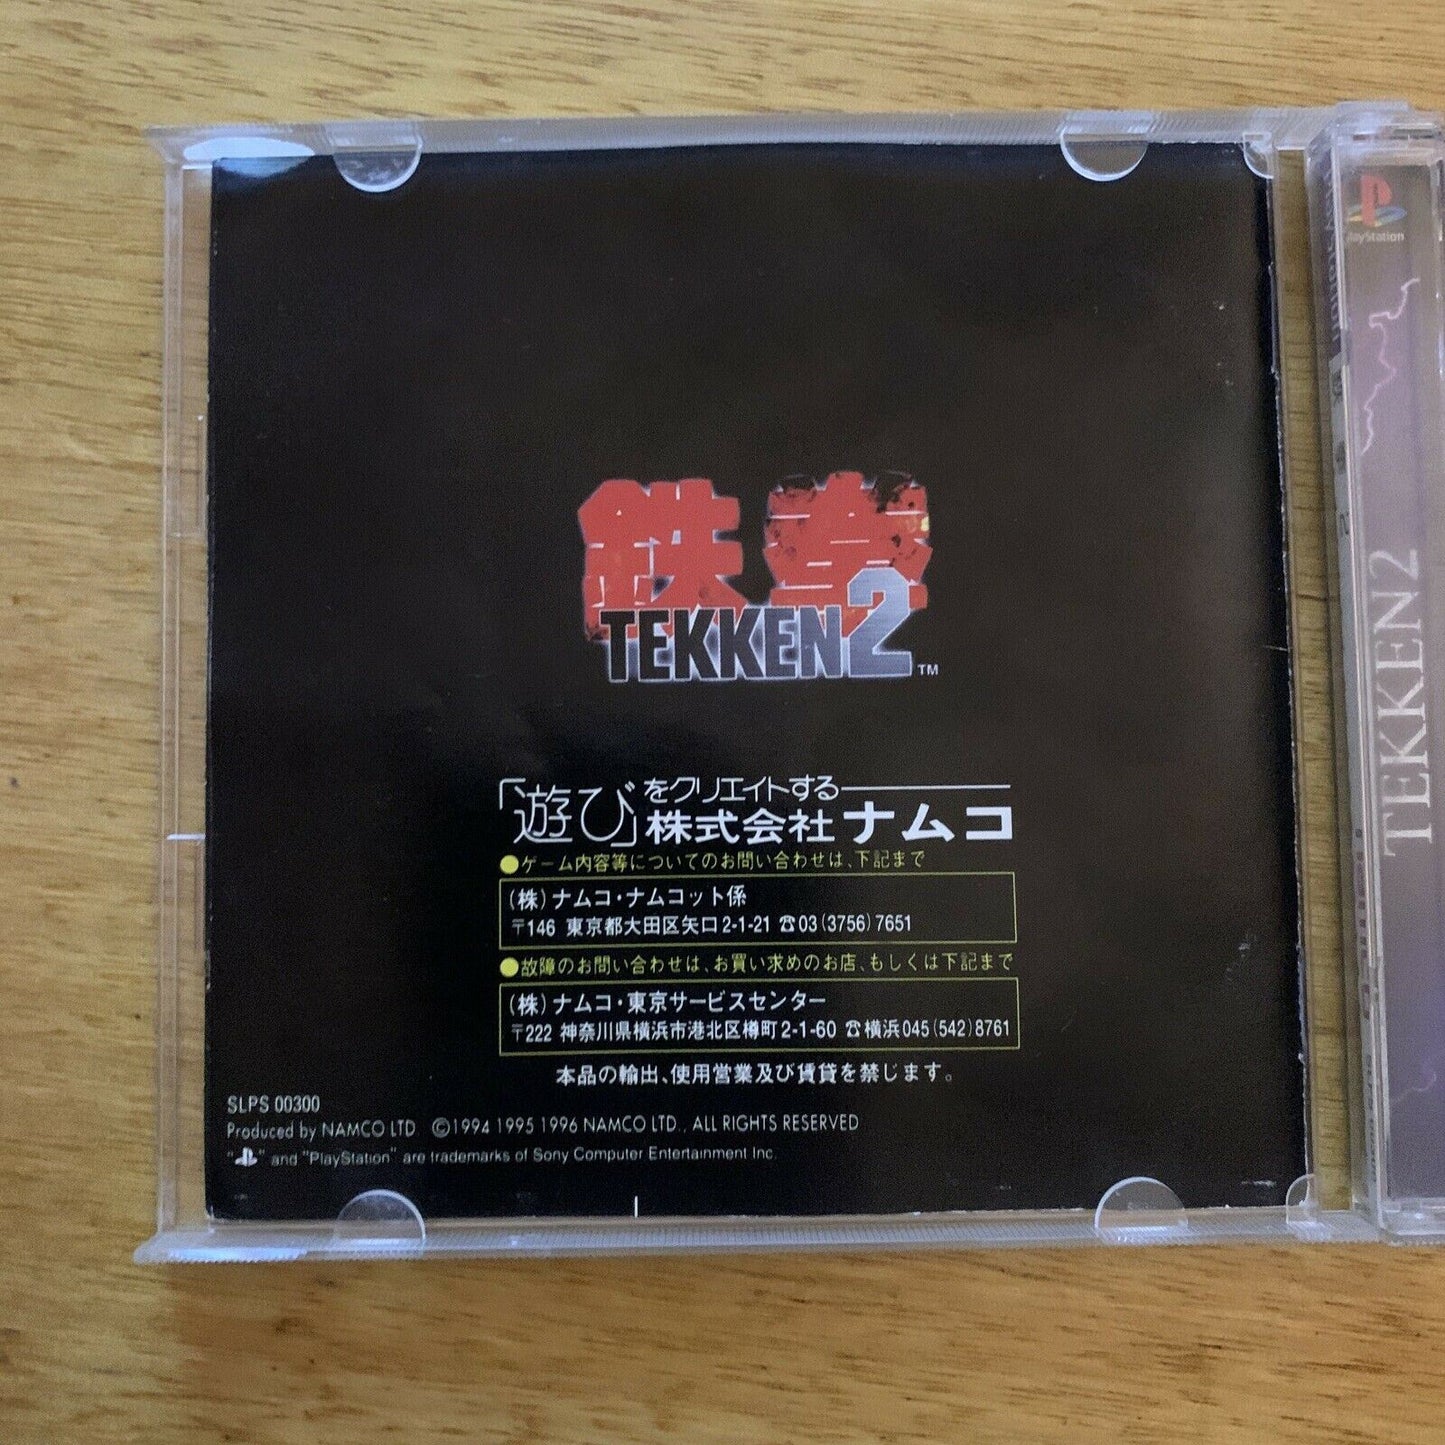 鉄拳
TEKKEN2™
「遊び」をクリエイトする
株式会社ナムコ
●ゲーム内容等についてのお問い合わせは、下記まで
(株)ナムコ・ナムコット係
〒146 東京都大田区矢口2-1-21 ☎03(3756)7651
●故障のお問い合わせは、お買い求めのお店、もしくは下記まで
(株)ナムコ・東京サービスセンター
〒222 神奈川県横浜市港北区樽町2-1-60 ☎横浜045(542)8761
本品の輸出、使用営業及び賃貸を禁じます。
SLPS 00300
Produced by NAMCO LTD. ©1994 1995 1996 NAMCO LTD., ALL RIGHTS RESERVED
" " and "PlayStation" are trademarks of Sony Computer Entertainment Inc.
PlayStation
TEKKEN2